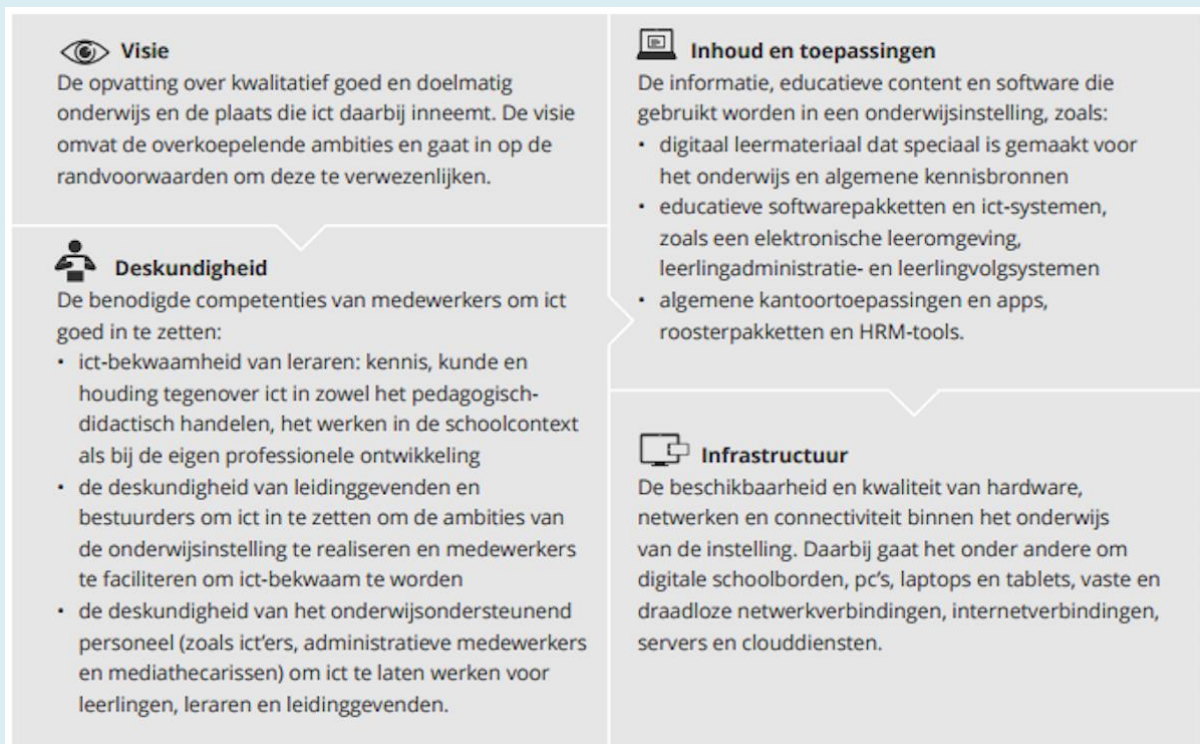 Visie
De opvatting over kwalitatief goed en doelmatig
onderwijs en de plaats die ict daarbij inneemt. De visie
omvat de overkoepelende ambities en gaat in op de
randvoorwaarden om deze te verwezenlijken.
Deskundigheid
De benodigde competenties van medewerkers om ict
goed in te zetten:
• ict-bekwaamheid van leraren: kennis, kunde en
houding tegenover ict in zowel het pedagogisch-
didactisch handelen, het werken in de schoolcontext
als bij de eigen professionele ontwikkeling
• de deskundigheid van leidinggevenden en
bestuurders om ict in te zetten om de ambities van
de onderwijsinstelling te realiseren en medewerkers
te faciliteren om ict-bekwaam te worden
• de deskundigheid van het onderwijsondersteunend
personeel (zoals ict'ers, administratieve medewerkers
en mediathecarissen) om ict te laten werken voor
leerlingen, leraren en leidinggevenden.
Inhoud en toepassingen
De informatie, educatieve content en software die
gebruikt worden in een onderwijsinstelling, zoals:
• digitaal leermateriaal dat speciaal is gemaakt voor
het onderwijs en algemene kennisbronnen
• educatieve softwarepakketten en ict-systemen,
zoals een elektronische leeromgeving,
leerlingadministratie- en leerlingvolgsystemen
• algemene kantoortoepassingen en apps,
roosterpakketten en HRM-tools.
Infrastructuur
De beschikbaarheid en kwaliteit van hardware,
netwerken en connectiviteit binnen het onderwijs
van de instelling. Daarbij gaat het onder andere om
digitale schoolborden, pc's, laptops en tablets, vaste en
draadloze netwerkverbindingen, internetverbindingen,
servers en clouddiensten.